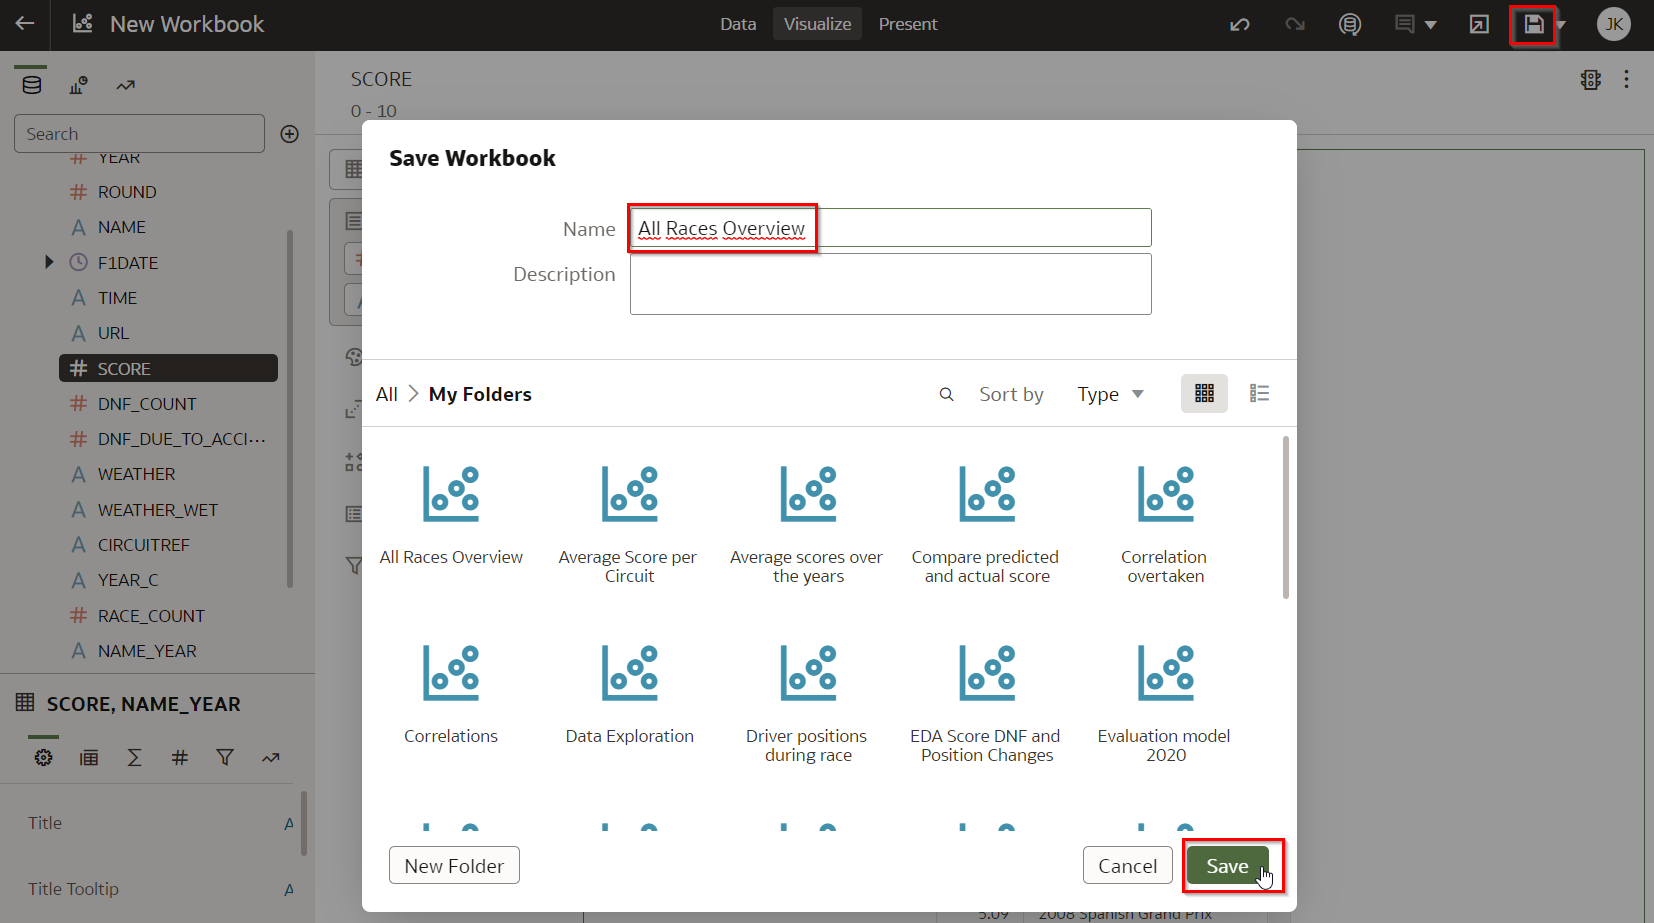 New Workbook
Data Visualize Present
JK
SCORE
0 - 10
Search
YEAR
ROUND
NAME
F1DATE
TIME
URL
SCORE
DNF_COUNT
DNF_DUE_TO_ACCI···
WEATHER
WEATHER_WET
CIRCUITREF
YEAR_C
RACE_COUNT
NAME_YEAR
SCORE, NAME_YEAR
Title
Title Tooltip
Save Workbook
Name All Races Overview
Description
All > My Folders
Sort by Type
All Races Overview
Average Score per
Circuit
Average scores over
the years
Compare predicted
and actual score
Correlation
overtaken
Correlations
Data Exploration
Driver positions
during race
EDA Score DNF and
Position Changes
Evaluation model
2020
New Folder
Cancel
Save
5.09 2008 Spanish Grand Prix